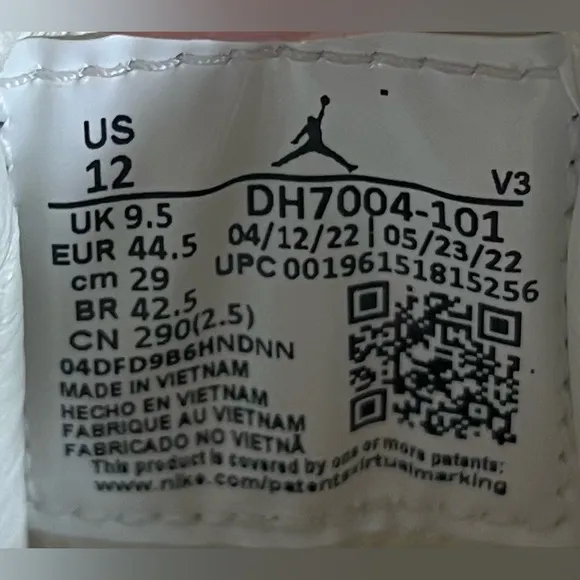 US
12
V3
UK 9.5
DH7004-101
EUR 44.5
04/12/22 | 05/23/22
cm 29
UPC 00196151815256
BR 42.5
CN 290(2.5)
04DFD9B6HNDNN
MADE IN VIETNAM
HECHO EN VIETNAM
FABRIQUE AU VIETNAM
FABRICADO NO VIETNÃ
This product is covered by one or more patents:
www.nike.com/patentsvirtualmarking